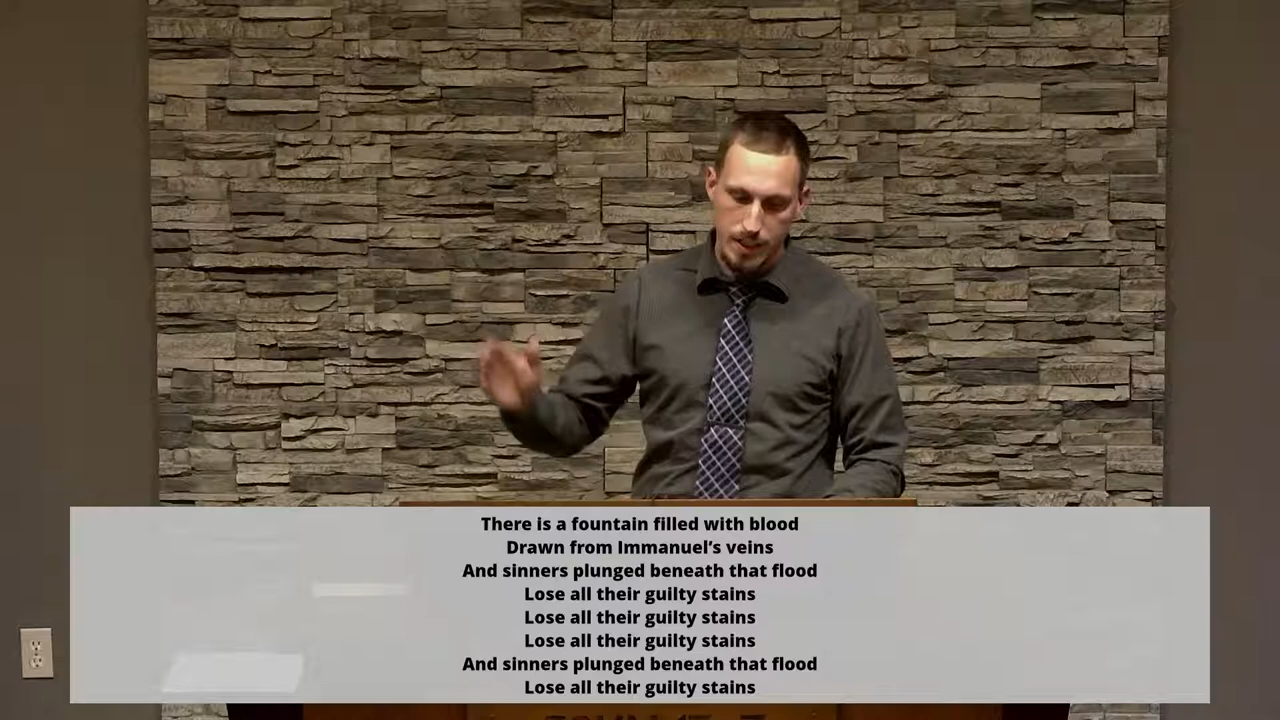 There is a fountain filled with blood
Drawn from Immanuel’s veins
And sinners plunged beneath that flood
Lose all their guilty stains
Lose all their guilty stains
Lose all their guilty stains
And sinners plunged beneath that flood
Lose all their guilty stains